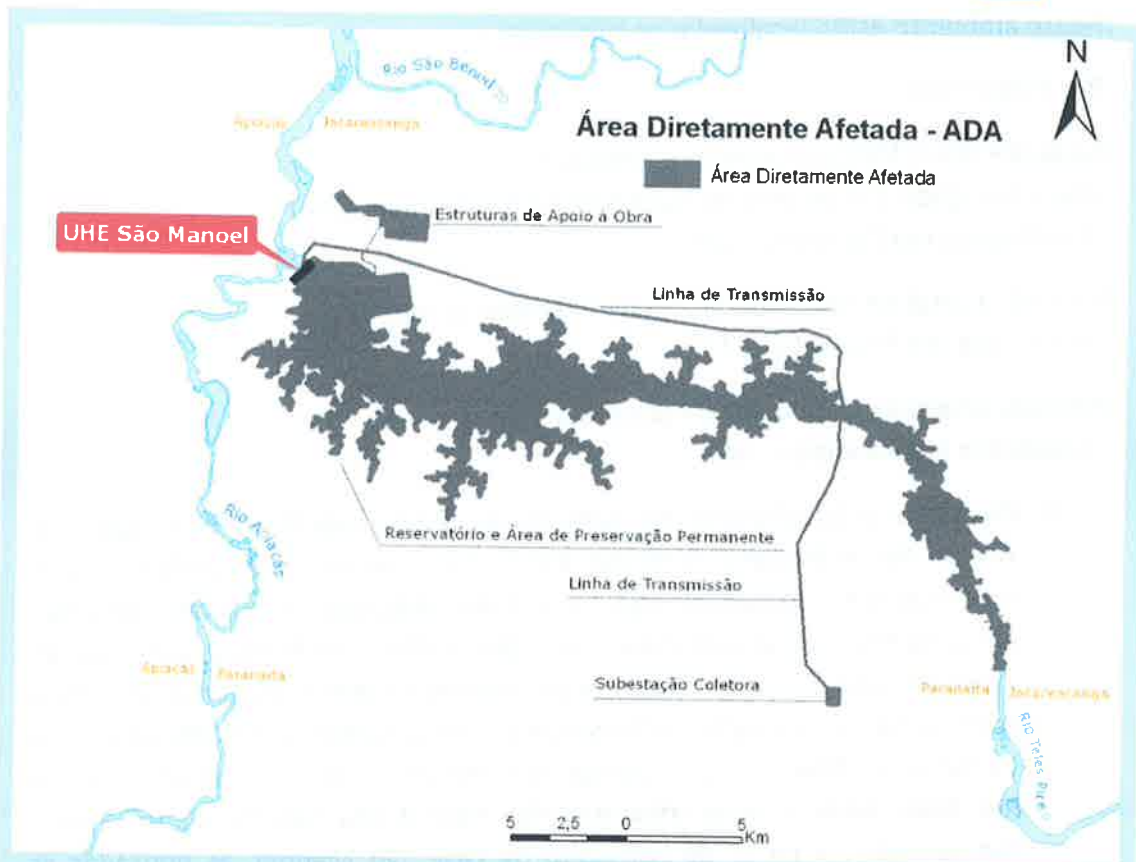 N
Rio São Benedito
Apiacás Jacareacanga
Área Diretamente Afetada - ADA
Área Diretamente Afetada
Estruturas de Apoio à Obra
UHE São Manoel
Linha de Transmissão
Reservatório e Área de Preservação Permanente
Rio Apiacás
Linha de Transmissão
Apiacás Paranaíta
Subestação Coletora
Paranaíta Jacareacanga
Rio Teles Pires
5 2,5 0 5
Km